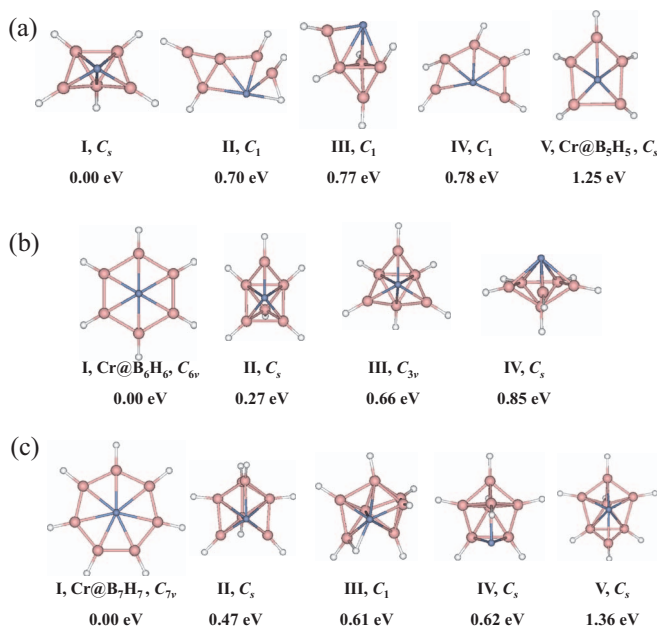 (a)
I, Cₛ II, C₁ III, C₁ IV, C₁ V, Cr@B₅H₅, Cₛ
0.00 eV 0.70 eV 0.77 eV 0.78 eV 1.25 eV
(b)
I, Cr@B₆H₆, C₆ᵥ II, Cₛ III, C₃ᵥ IV, Cₛ
0.00 eV 0.27 eV 0.66 eV 0.85 eV
(c)
I, Cr@B₇H₇, C₇ᵥ II, Cₛ III, C₁ IV, Cₛ V, Cₛ
0.00 eV 0.47 eV 0.61 eV 0.62 eV 1.36 eV